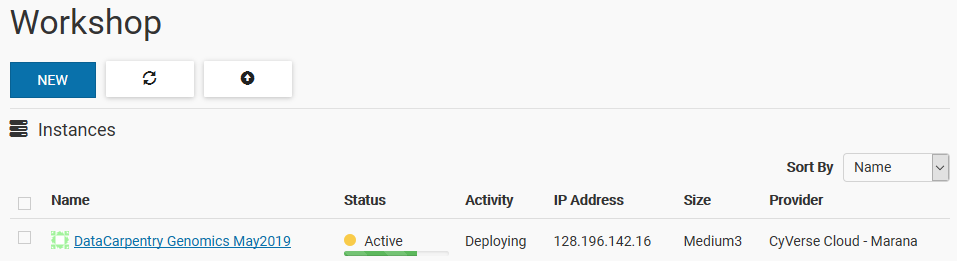 Workshop
NEW
Instances
Sort By Name
Name Status Activity IP Address Size Provider
DataCarpentry Genomics May2019 Active Deploying 128.196.142.16 Medium3 CyVerse Cloud - Marana